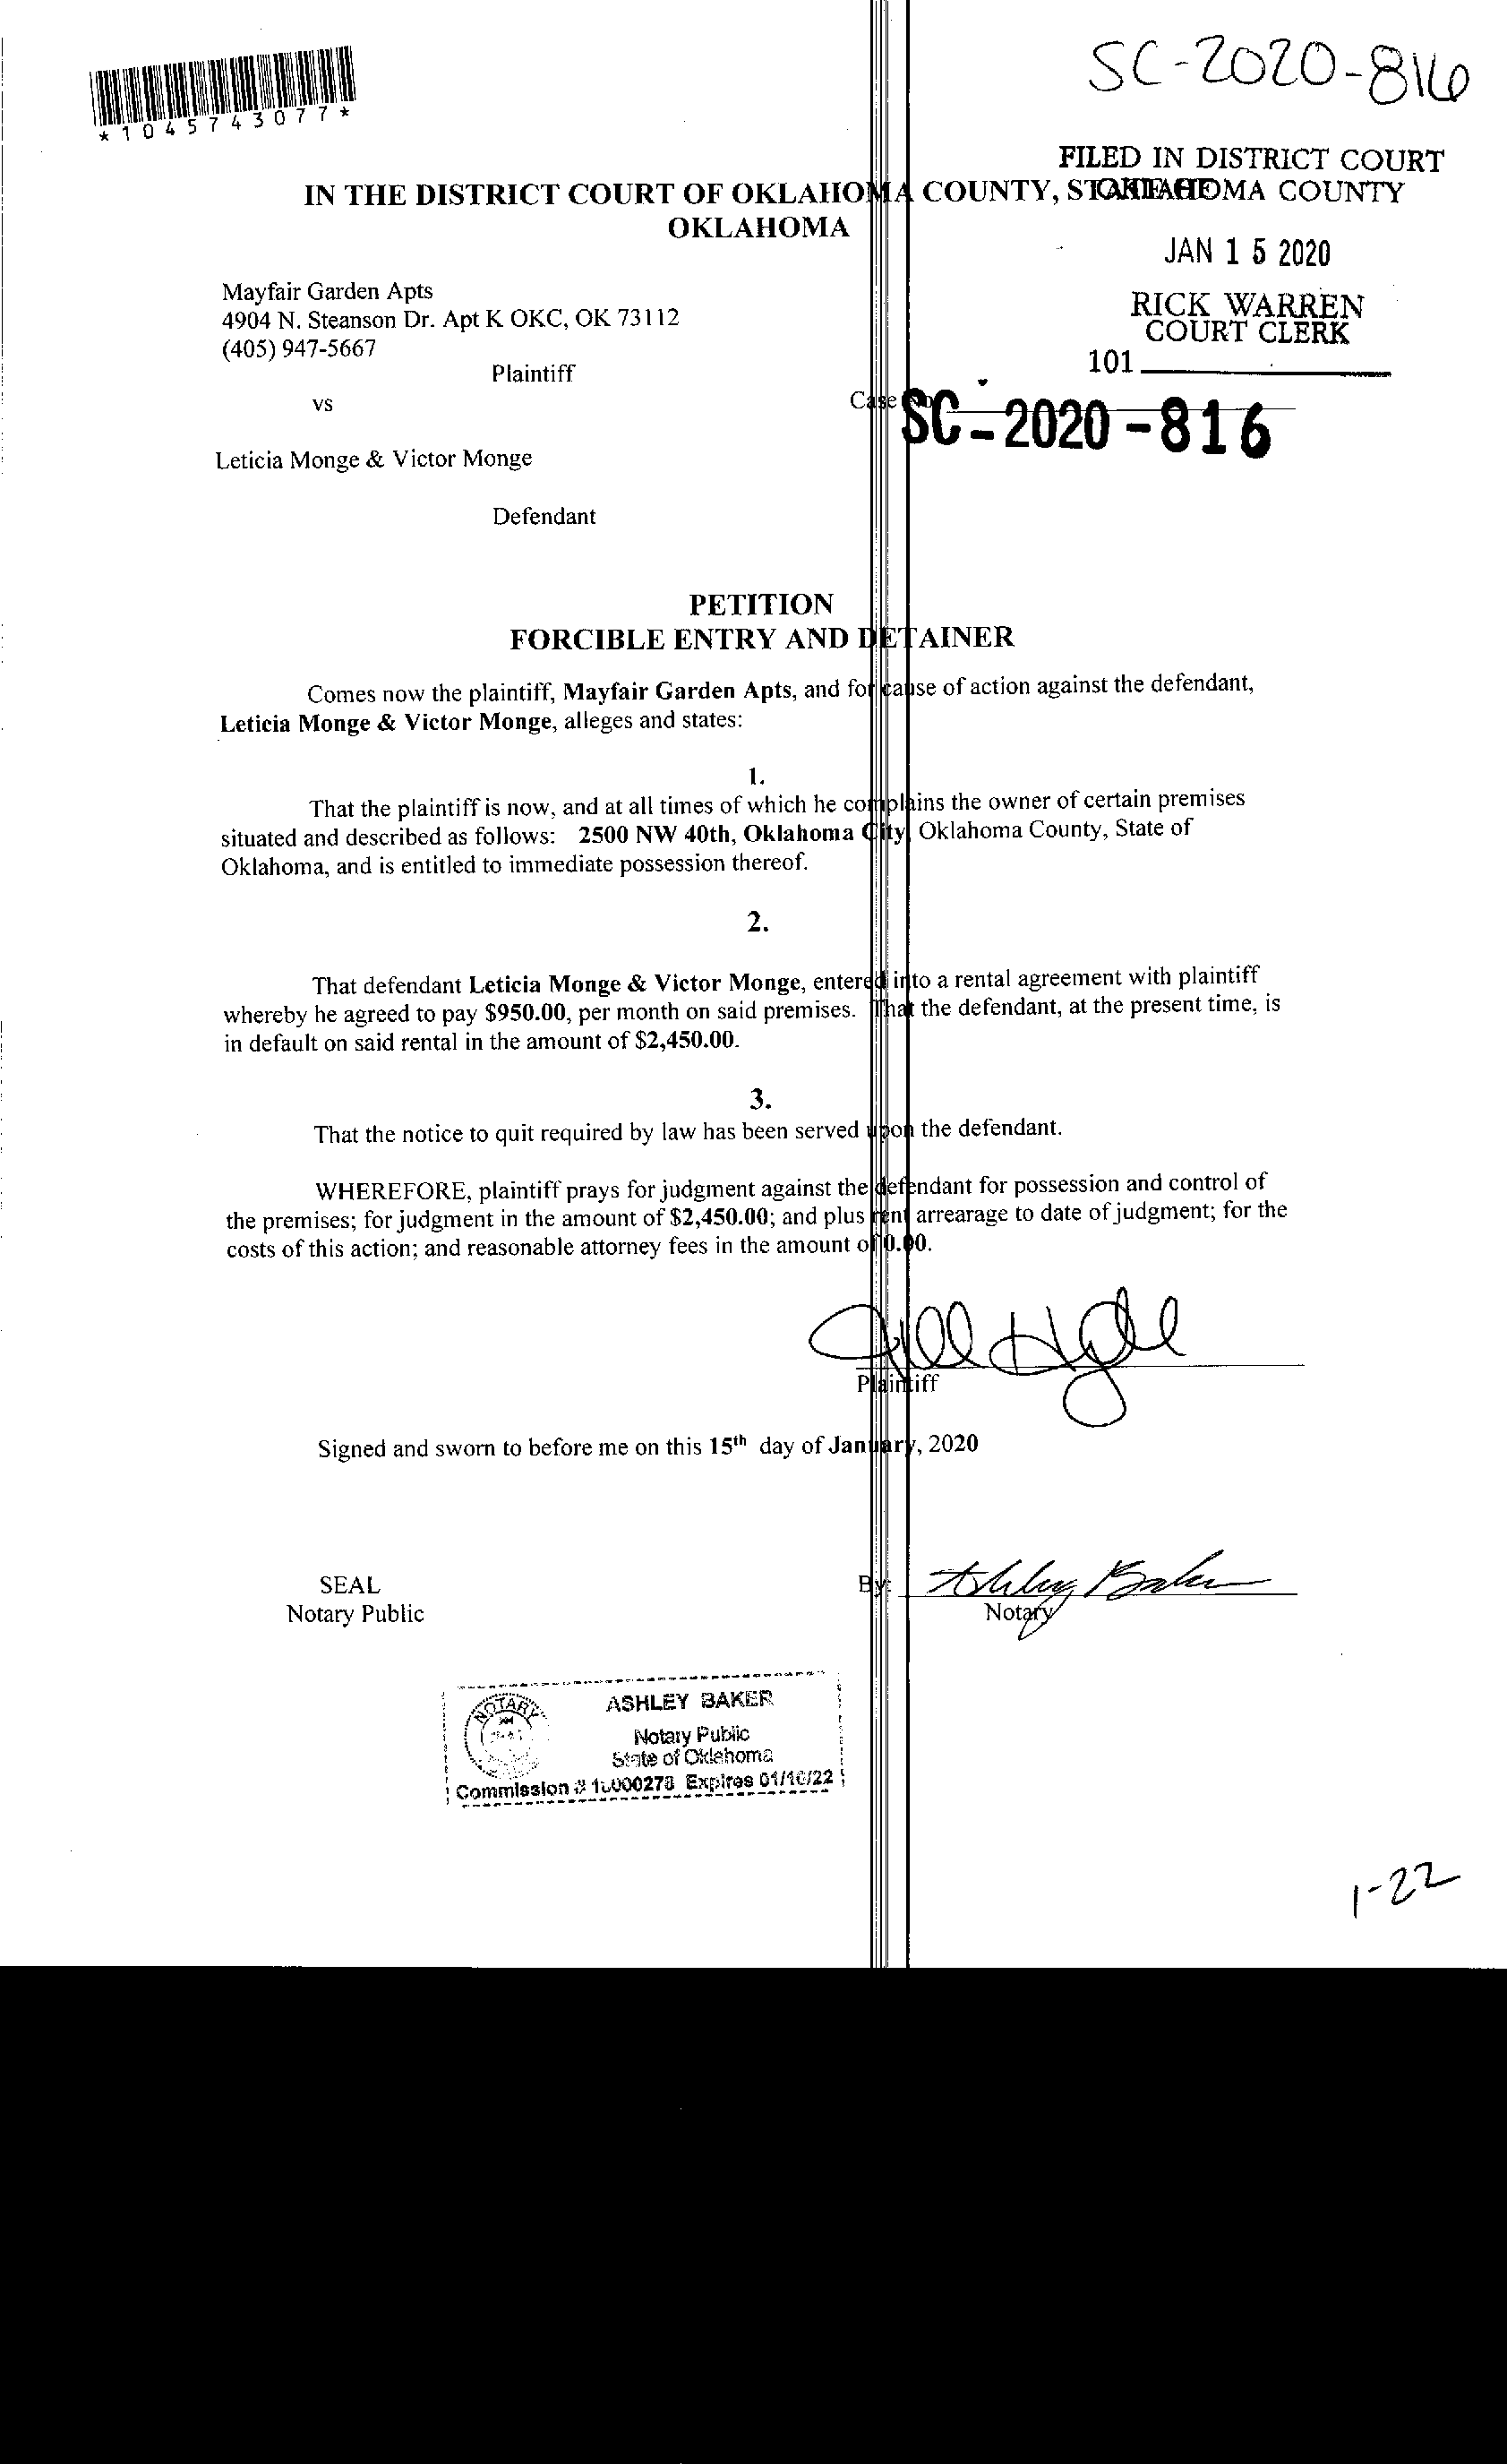 SC-2020-816
*1045743077*
FILED IN DISTRICT COURT
OKLAHOMA COUNTY
IN THE DISTRICT COURT OF OKLAHOMA COUNTY, STATE OF
OKLAHOMA
JAN 15 2020
RICK WARREN
COURT CLERK
101
Mayfair Garden Apts
4904 N. Steanson Dr. Apt K OKC, OK 73112
(405) 947-5667
Plaintiff
vs
Case No
SC-2020-816
Leticia Monge & Victor Monge
Defendant
PETITION
FORCIBLE ENTRY AND DETAINER
Comes now the plaintiff, Mayfair Garden Apts, and for cause of action against the defendant,
Leticia Monge & Victor Monge, alleges and states:
1.
That the plaintiff is now, and at all times of which he complains the owner of certain premises
situated and described as follows: 2500 NW 40th, Oklahoma City, Oklahoma County, State of
Oklahoma, and is entitled to immediate possession thereof.
2.
That defendant Leticia Monge & Victor Monge, entered into a rental agreement with plaintiff
whereby he agreed to pay $950.00, per month on said premises. That the defendant, at the present time, is
in default on said rental in the amount of $2,450.00.
3.
That the notice to quit required by law has been served upon the defendant.
WHEREFORE, plaintiff prays for judgment against the defendant for possession and control of
the premises; for judgment in the amount of $2,450.00; and plus rent arrearage to date of judgment; for the
costs of this action; and reasonable attorney fees in the amount of 0.00.
Plaintiff
Signed and sworn to before me on this 15th day of January, 2020
SEAL
Notary Public
By: Ashley Baker
Notary
NOTARY
ASHLEY BAKER
Notary Public
State of Oklahoma
Commission # Expires 01/10/22
1-22